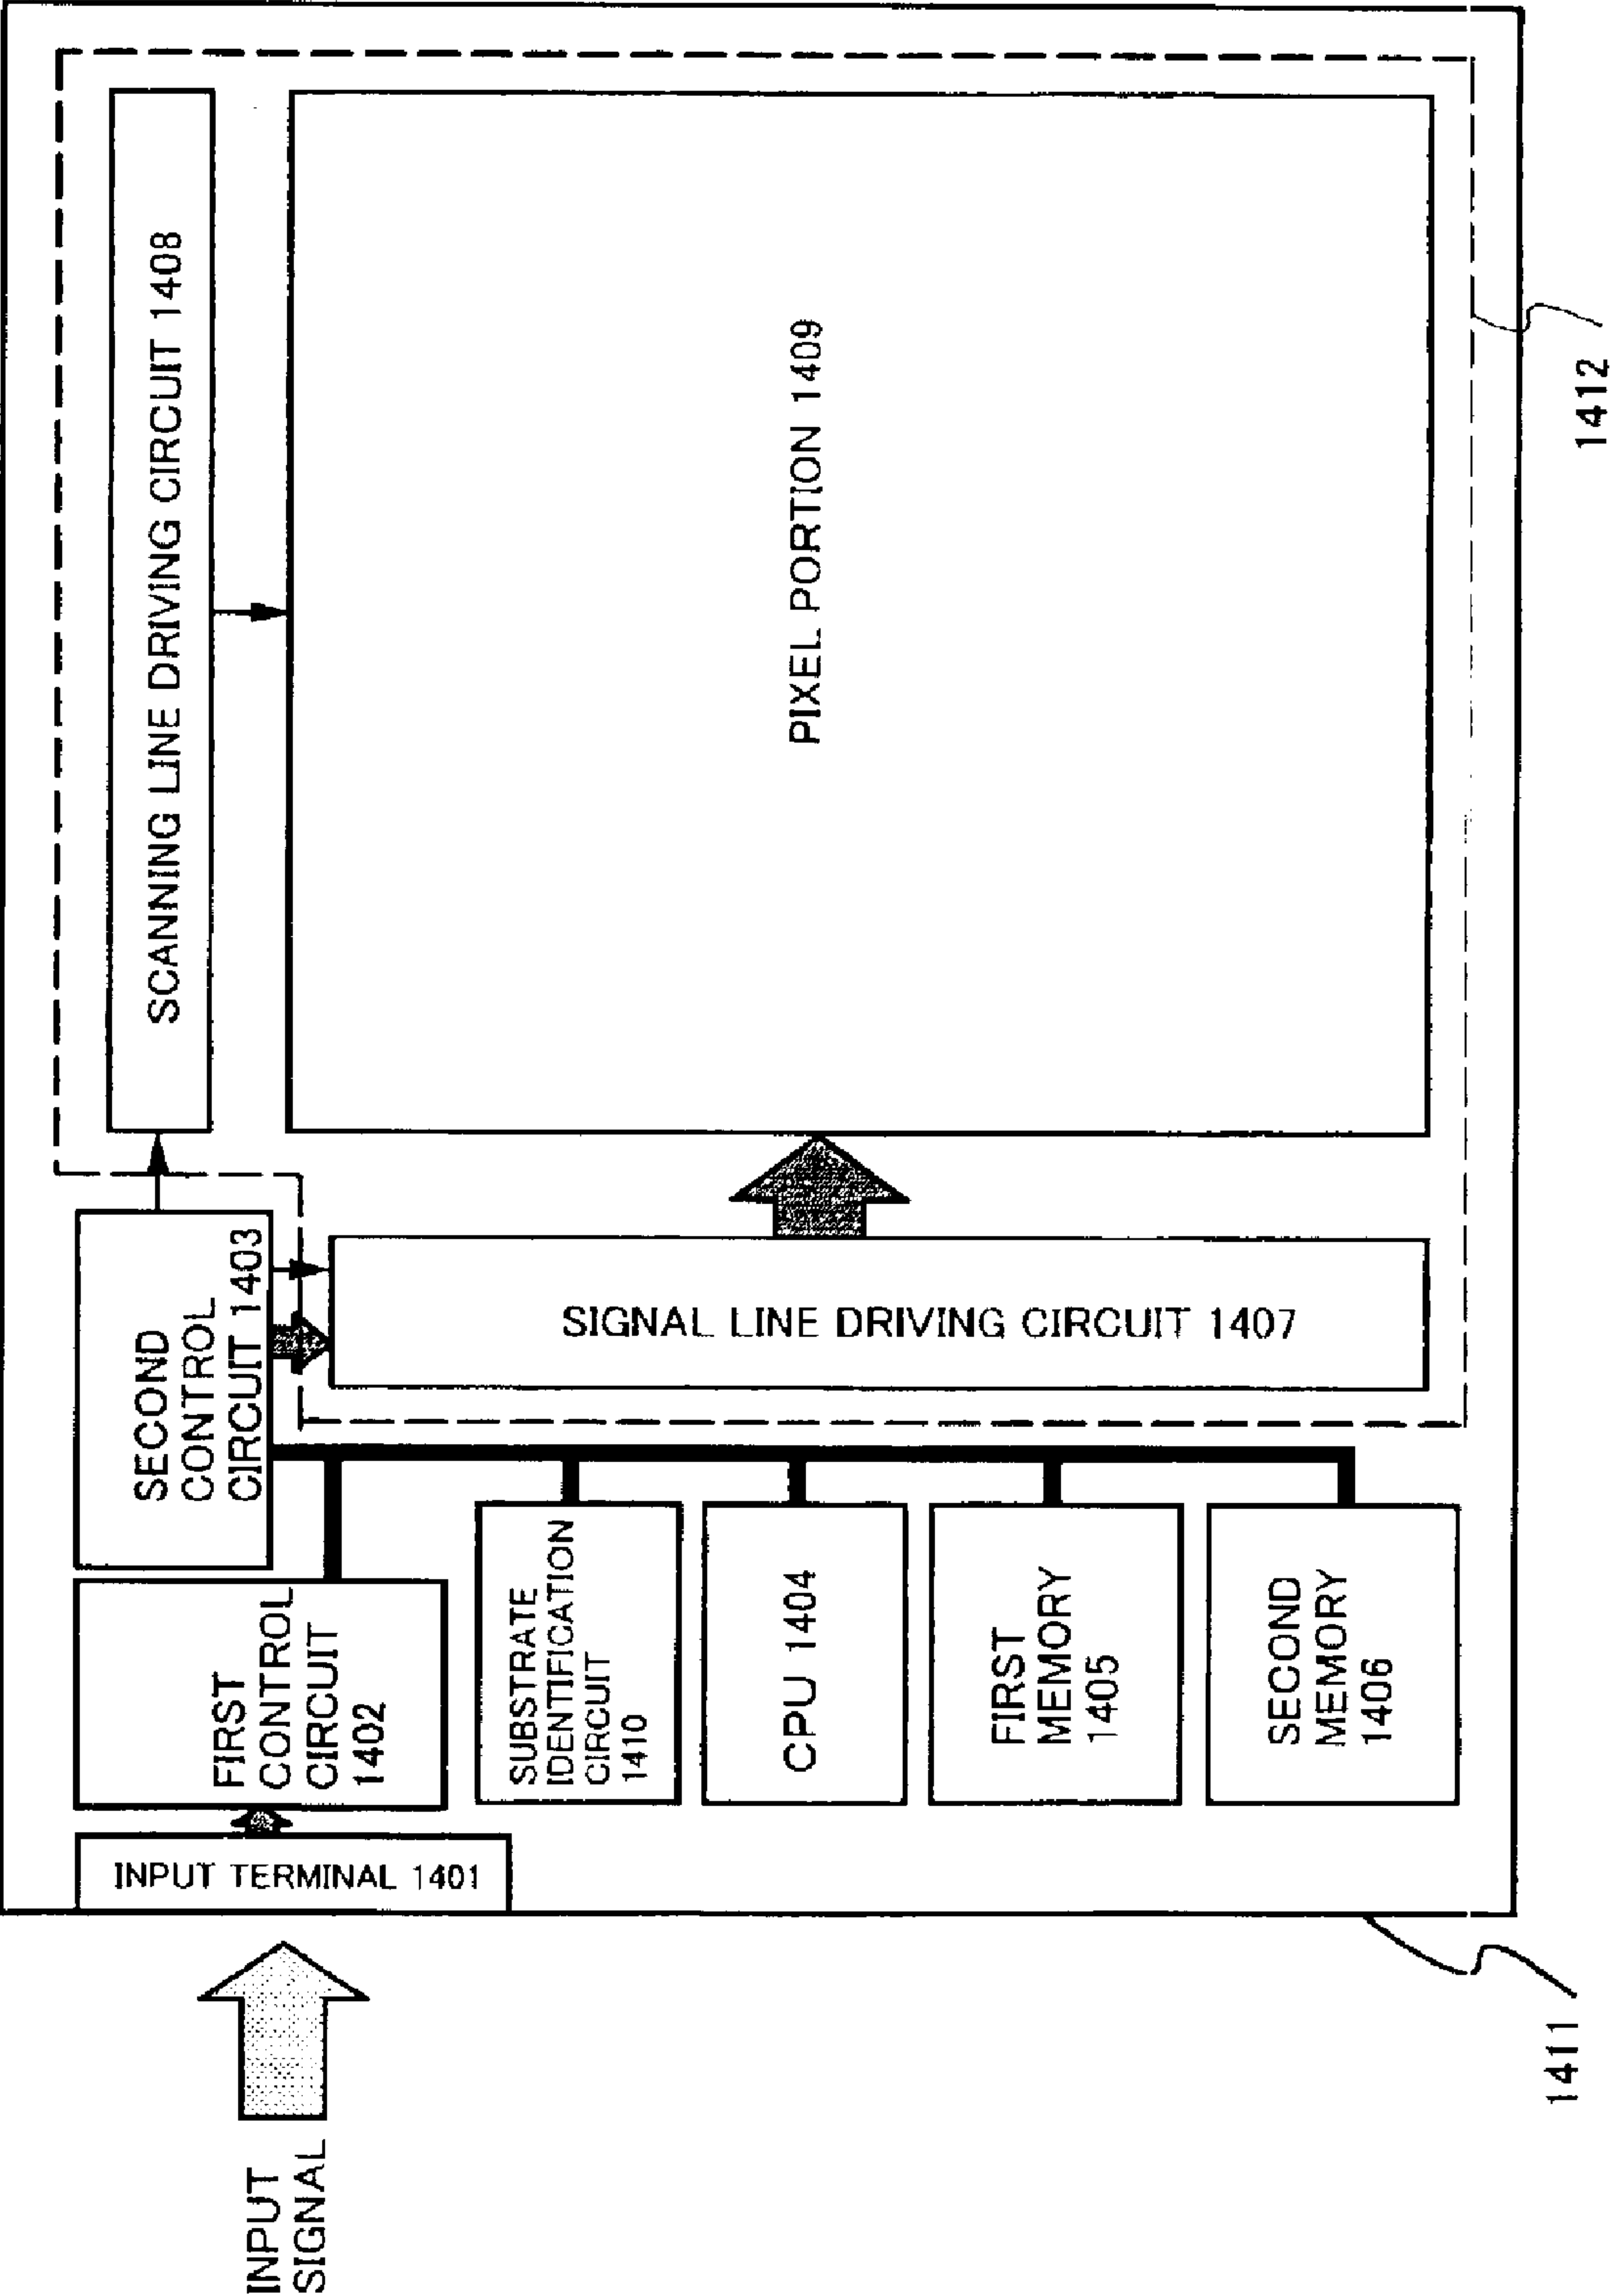 INPUT
SIGNAL
INPUT TERMINAL 1401
FIRST
CONTROL
CIRCUIT
1402
SECOND
CONTROL
CIRCUIT 1403
SUBSTRATE
IDENTIFICATION
CIRCUIT
1410
CPU 1404
FIRST
MEMORY
1405
SECOND
MEMORY
1406
SIGNAL LINE DRIVING CIRCUIT 1407
SCANNING LINE DRIVING CIRCUIT 1408
PIXEL PORTION 1409
1411
1412